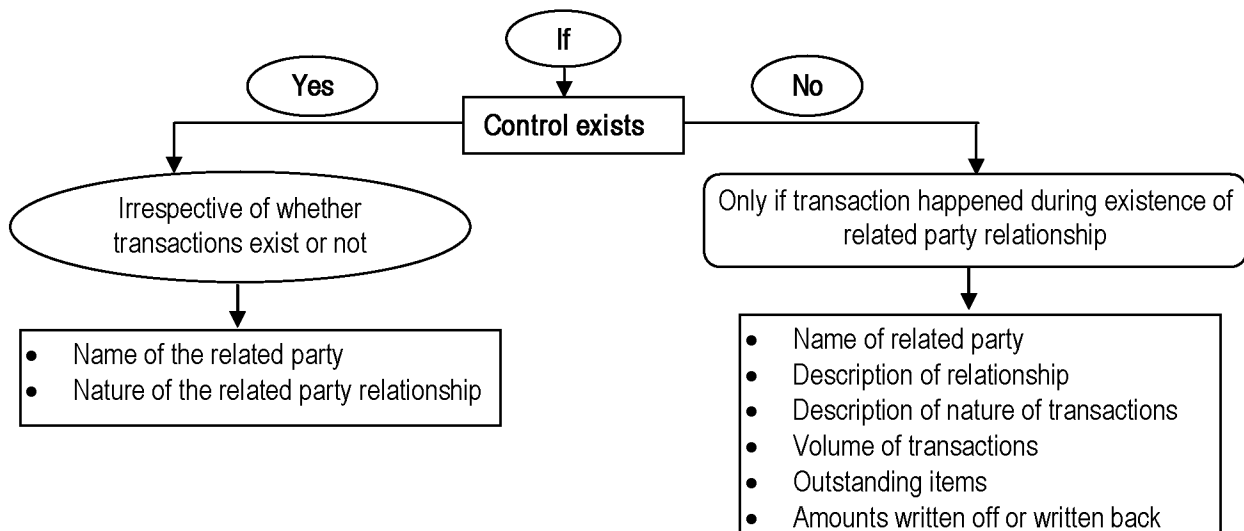 If
Yes
No
Control exists
Irrespective of whether
transactions exist or not
Only if transaction happened during existence of
related party relationship
• Name of the related party
• Nature of the related party relationship
• Name of related party
• Description of relationship
• Description of nature of transactions
• Volume of transactions
• Outstanding items
• Amounts written off or written back